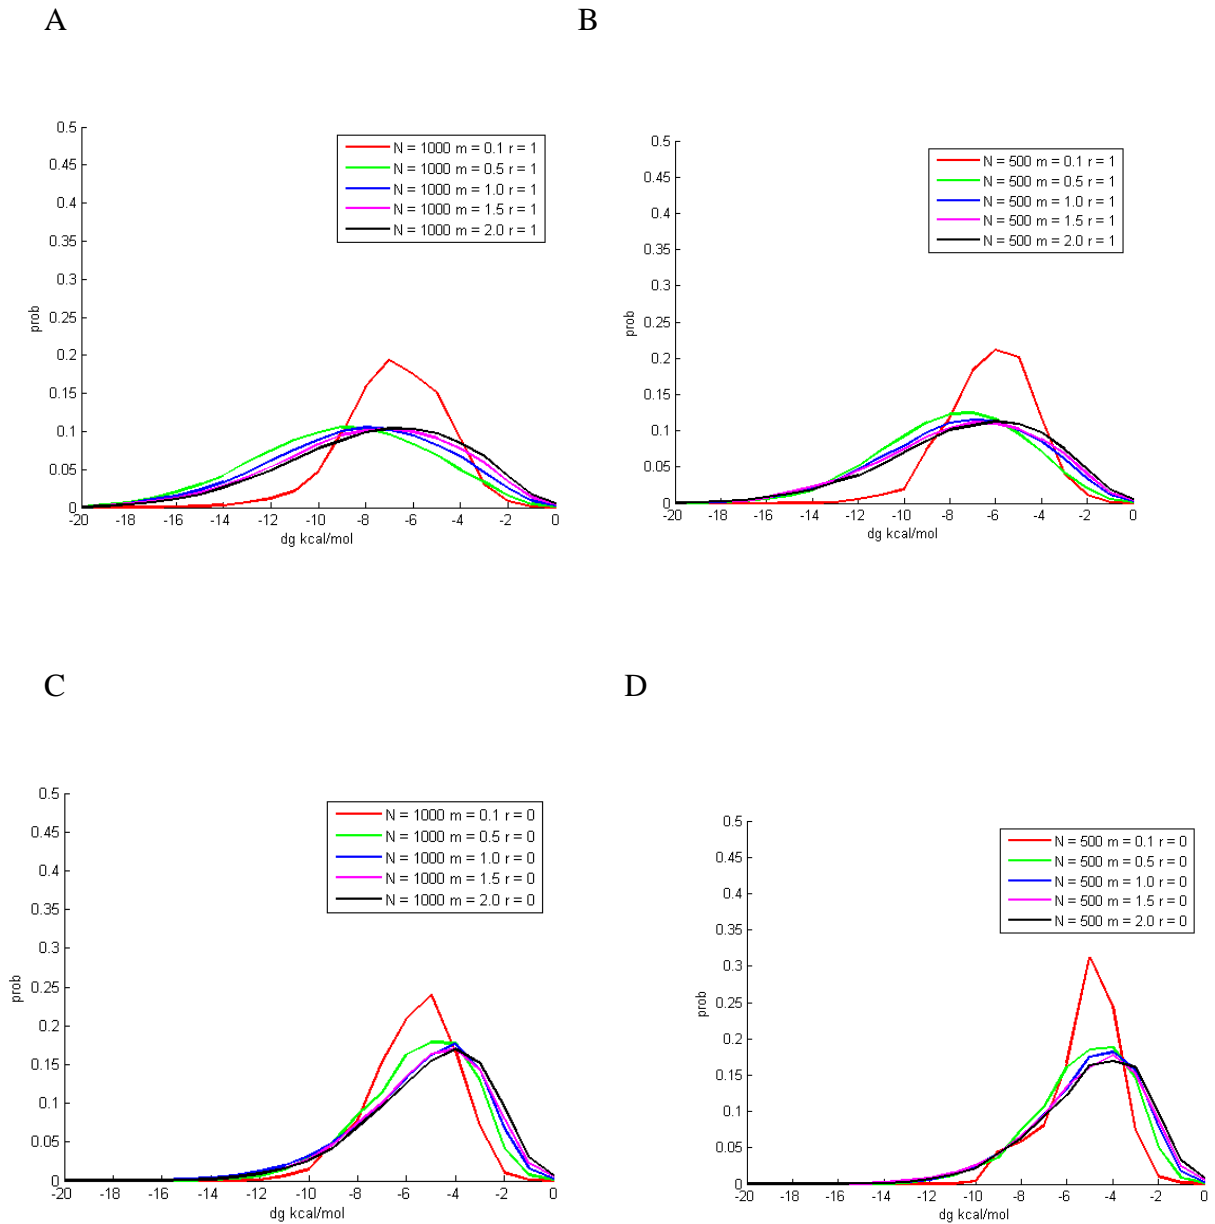 A
B
0.5
0.45
0.4
0.35
0.3
0.25
0.2
0.15
0.1
0.05
0
prob
N = 1000 m = 0.1 r = 1
N = 1000 m = 0.5 r = 1
N = 1000 m = 1.0 r = 1
N = 1000 m = 1.5 r = 1
N = 1000 m = 2.0 r = 1
-20 -18 -16 -14 -12 -10 -8 -6 -4 -2 0
dg kcal/mol
0.5
0.45
0.4
0.35
0.3
0.25
0.2
0.15
0.1
0.05
0
prob
N = 500 m = 0.1 r = 1
N = 500 m = 0.5 r = 1
N = 500 m = 1.0 r = 1
N = 500 m = 1.5 r = 1
N = 500 m = 2.0 r = 1
-20 -18 -16 -14 -12 -10 -8 -6 -4 -2 0
dg kcal/mol
C
D
0.5
0.45
0.4
0.35
0.3
0.25
0.2
0.15
0.1
0.05
0
prob
N = 1000 m = 0.1 r = 0
N = 1000 m = 0.5 r = 0
N = 1000 m = 1.0 r = 0
N = 1000 m = 1.5 r = 0
N = 1000 m = 2.0 r = 0
-20 -18 -16 -14 -12 -10 -8 -6 -4 -2 0
dg kcal/mol
0.5
0.45
0.4
0.35
0.3
0.25
0.2
0.15
0.1
0.05
0
prob
N = 500 m = 0.1 r = 0
N = 500 m = 0.5 r = 0
N = 500 m = 1.0 r = 0
N = 500 m = 1.5 r = 0
N = 500 m = 2.0 r = 0
-20 -18 -16 -14 -12 -10 -8 -6 -4 -2 0
dg kcal/mol